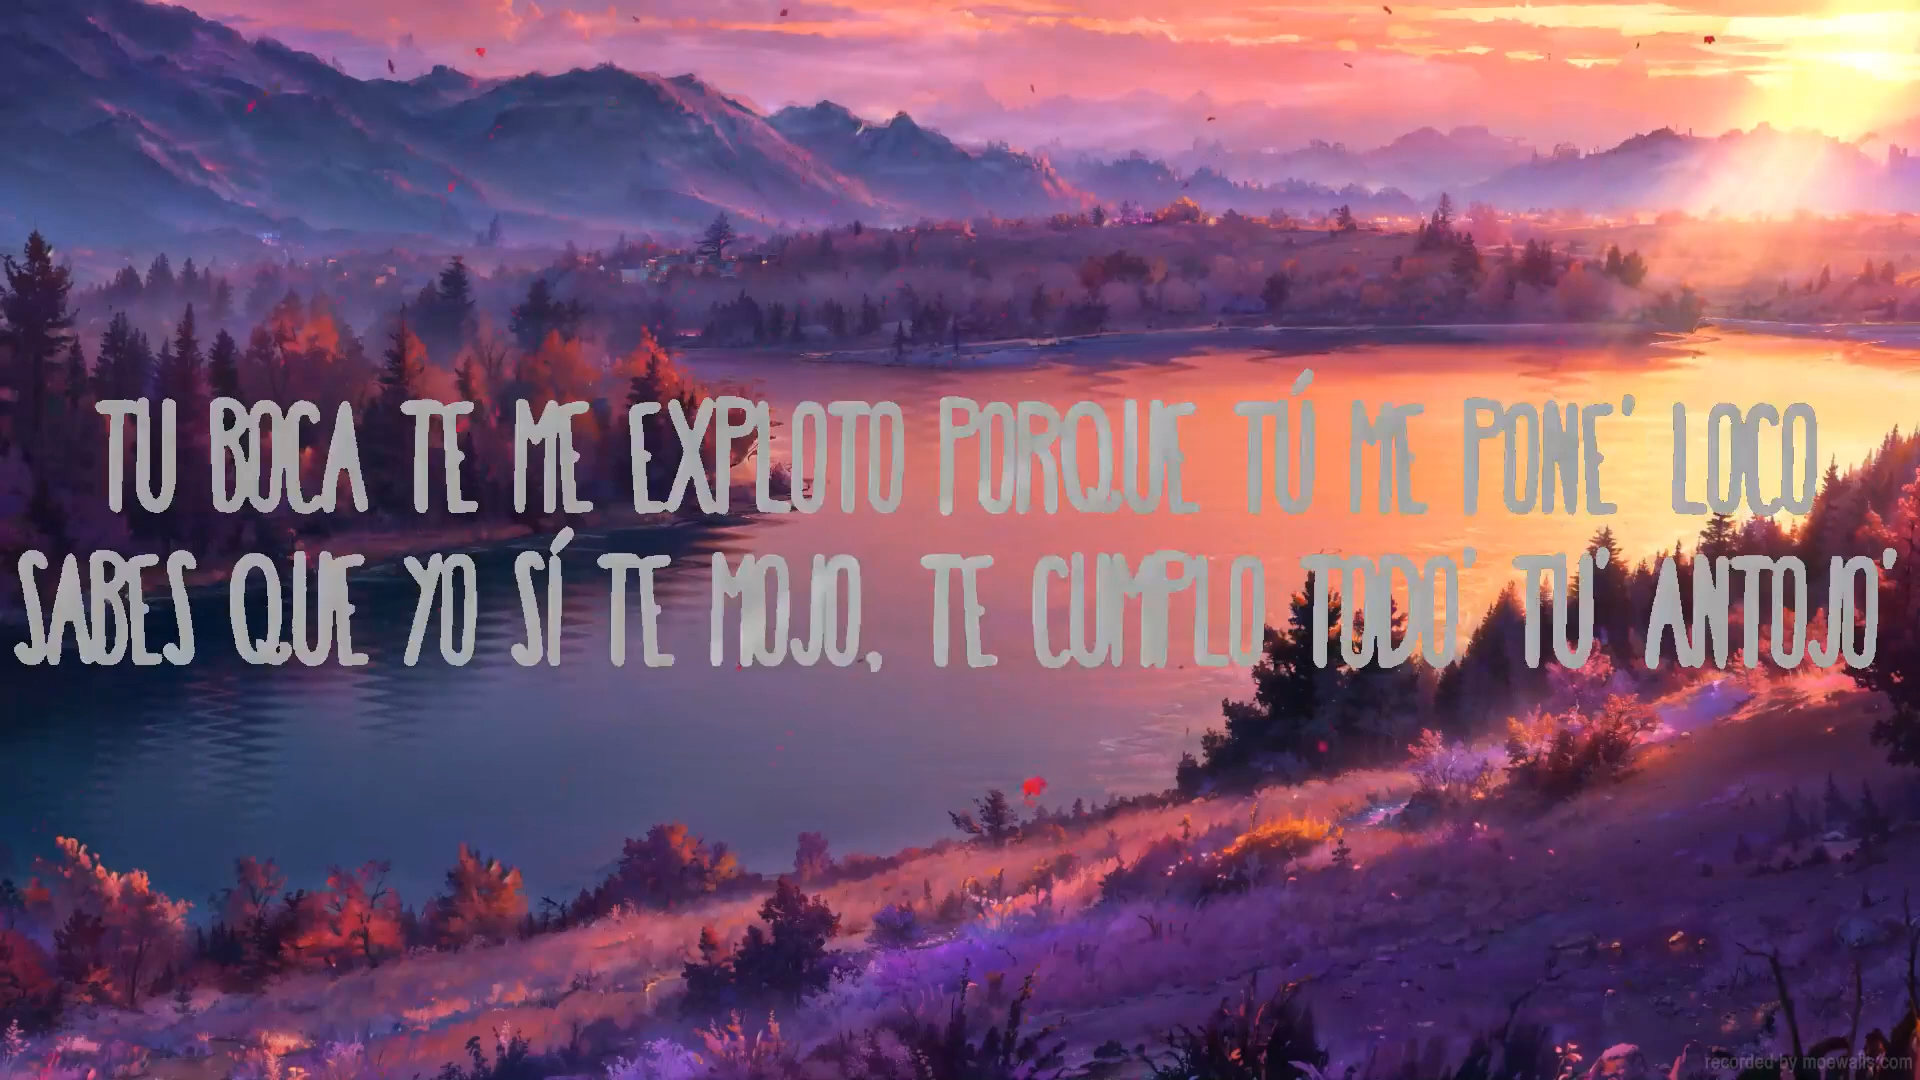 TU BOCA TE ME EXPLOTO PORQUE TÚ ME PONE' LOCO
SABES QUE YO SÍ TE MOJO, TE CUMPLO TODO' TU' ANTOJO'
recorded by moewalls.com